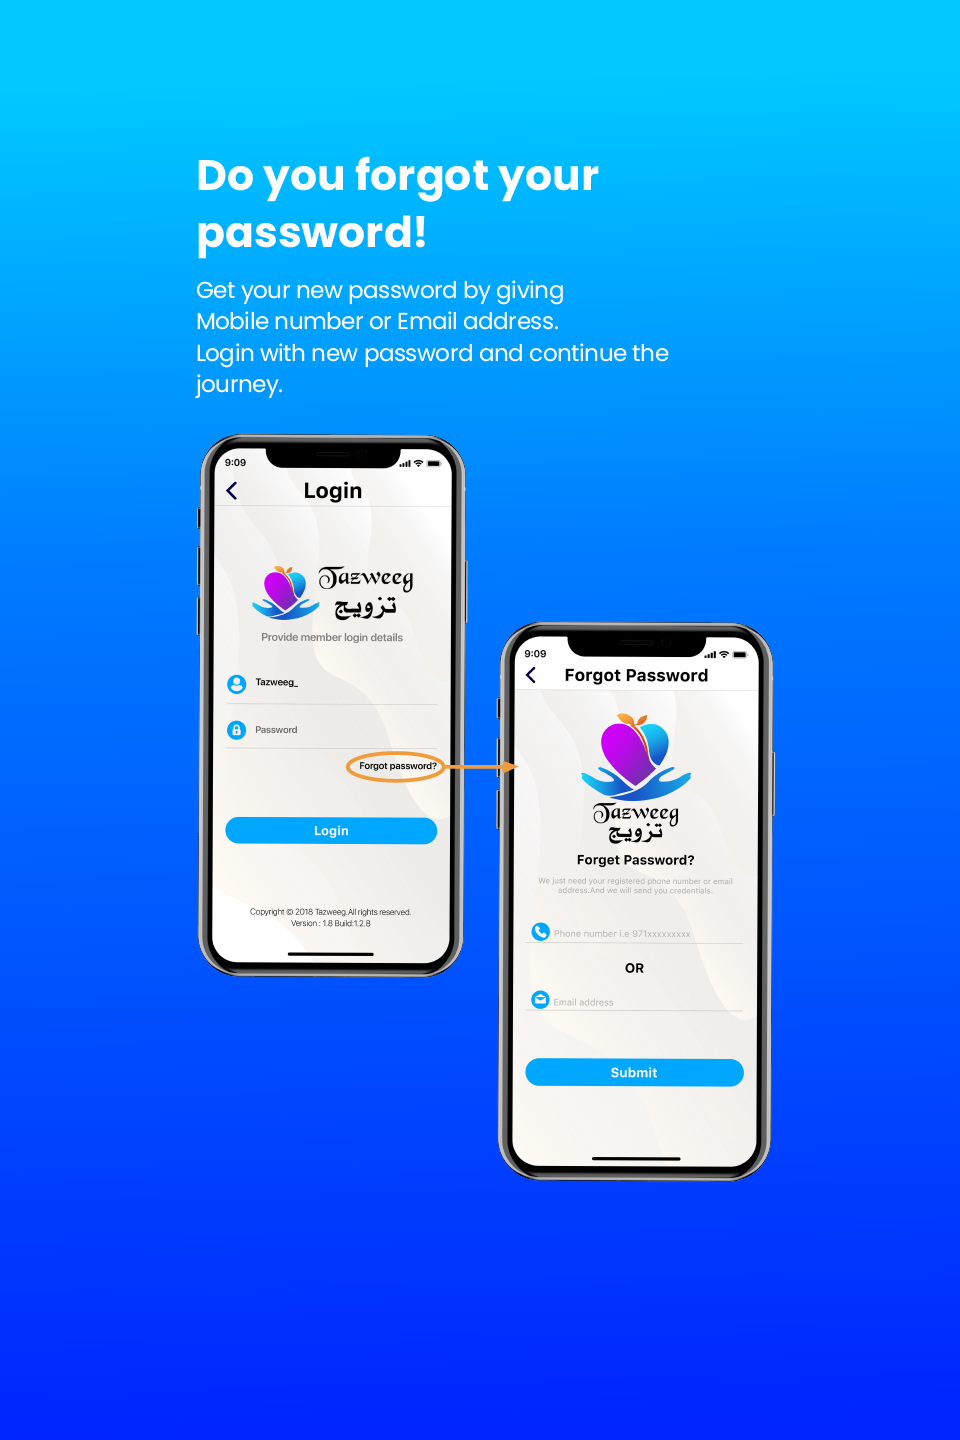 Do you forgot your
password!
Get your new password by giving
Mobile number or Email address.
Login with new password and continue the
journey.
9:09
Login
Tazweeg
تزويج
Provide member login details
Tazweeg_
Password
Forgot password?
Login
Copyright © 2018 Tazweeg.All rights reserved.
Version : 1.8 Build:1.2.8
9:09
Forgot Password
Tazweeg
تزويج
Forget Password?
We just need your registered phone number or email
address.And we will send you credentials.
Phone number i.e 971xxxxxxxxx
OR
Email address
Submit